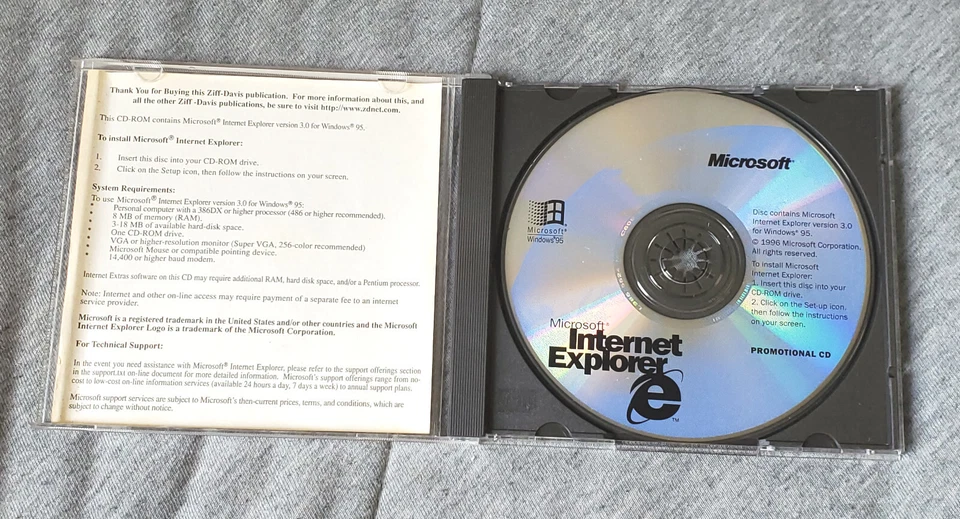 Thank You for Buying this Ziff-Davis publication. For more information about this, and
all the other Ziff -Davis publications, be sure to visit http://www.zdnet.com.
This CD-ROM contains Microsoft® Internet Explorer version 3.0 for Windows® 95.
To install Microsoft® Internet Explorer:
1. Insert this disc into your CD-ROM drive.
2. Click on the Setup icon, then follow the instructions on your screen.
System Requirements:
To use Microsoft® Internet Explorer version 3.0 for Windows® 95:
• Personal computer with a 386DX or higher processor (486 or higher recommended).
• 8 MB of memory (RAM).
• 3-18 MB of available hard-disk space.
• One CD-ROM drive.
• VGA or higher-resolution monitor (Super VGA, 256-color recommended)
• Microsoft Mouse or compatible pointing device.
• 14,400 or higher baud modem.
Internet Extras software on this CD may require additional RAM, hard disk space, and/or a Pentium processor.
Note: Internet and other on-line access may require payment of a separate fee to an internet
service provider.
Microsoft is a registered trademark in the United States and/or other countries and the Microsoft
Internet Explorer Logo is a trademark of the Microsoft Corporation.
For Technical Support:
In the event you need assistance with Microsoft® Internet Explorer, please refer to the support offerings section
in the support.txt on-line document for more detailed information. Microsoft's support offerings range from no-
cost to low-cost on-line information services (available 24 hours a day, 7 days a week) to annual support plans.
Microsoft support services are subject to Microsoft's then-current prices, terms, and conditions, which are
subject to change without notice.
Microsoft®
Microsoft®
Windows®95
Disc contains Microsoft
Internet Explorer version 3.0
for Windows® 95.
© 1996 Microsoft Corporation.
All rights reserved.
To install Microsoft
Internet Explorer:
1. Insert this disc into your
CD-ROM drive.
2. Click on the Set-up icon,
then follow the instructions
on your screen.
PROMOTIONAL CD
Microsoft®
Internet
Explorer
e™